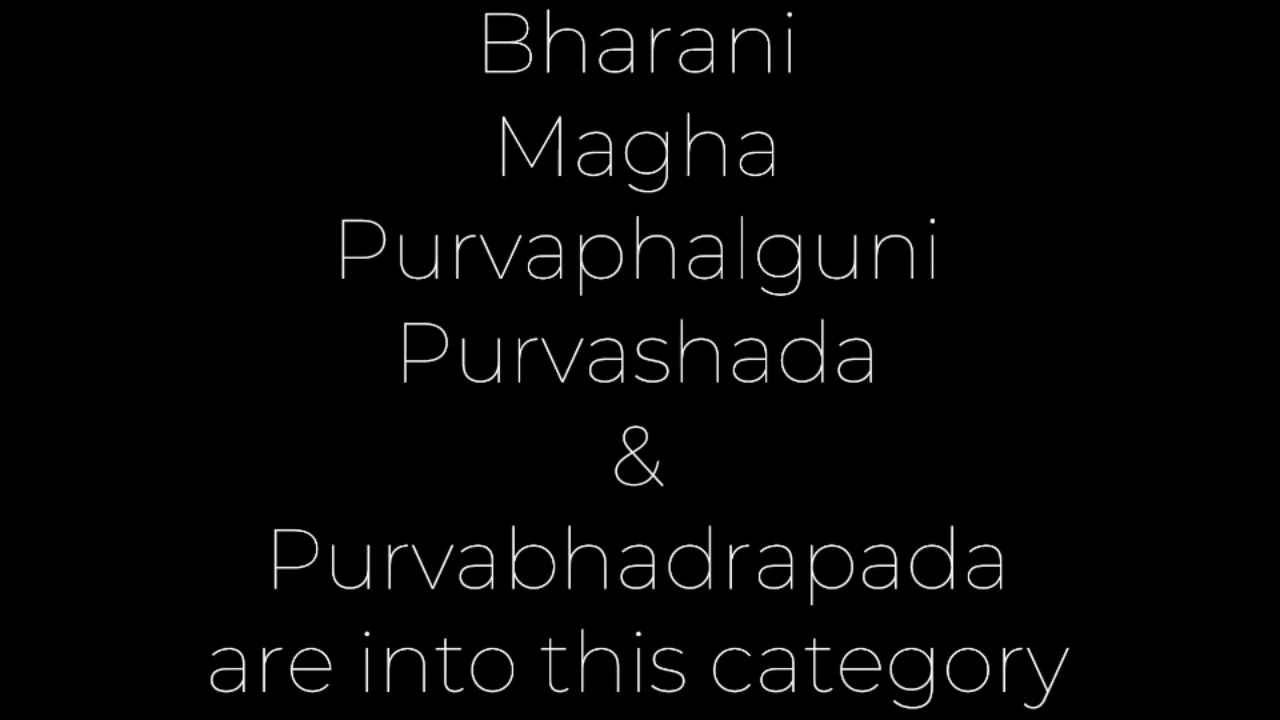 Bharani
Magha
Purvaphalguni
Purvashada
&
Purvabhadrapada
are into this category